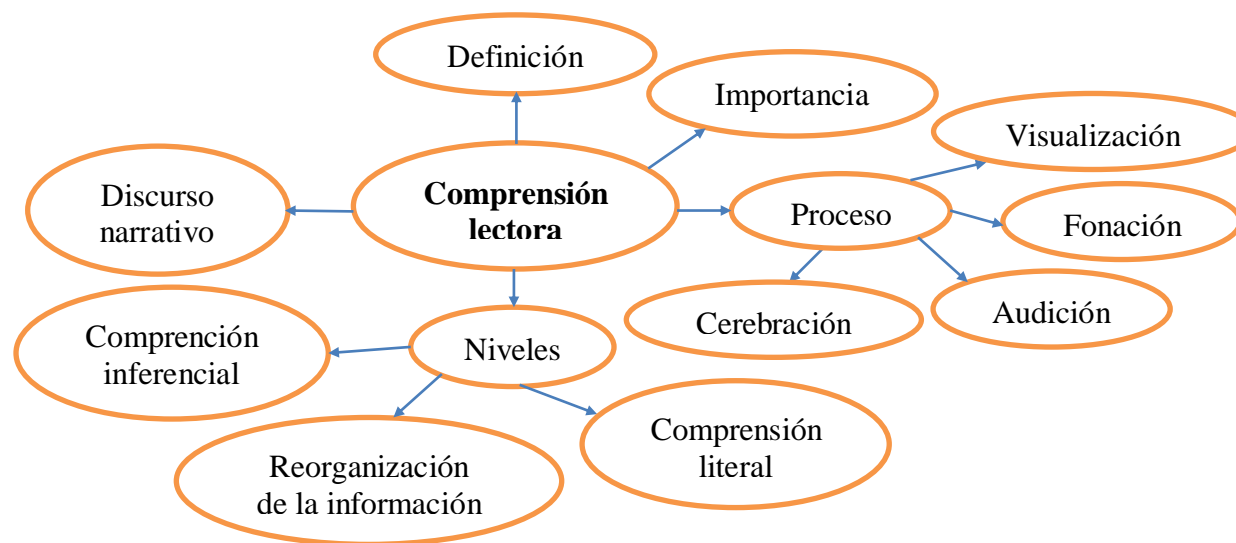 Definición
Importancia
Visualización
Comprensión
lectora
Discurso
narrativo
Proceso
Fonación
Cerebración
Audición
Niveles
Comprención
inferencial
Comprensión
literal
Reorganización
de la información